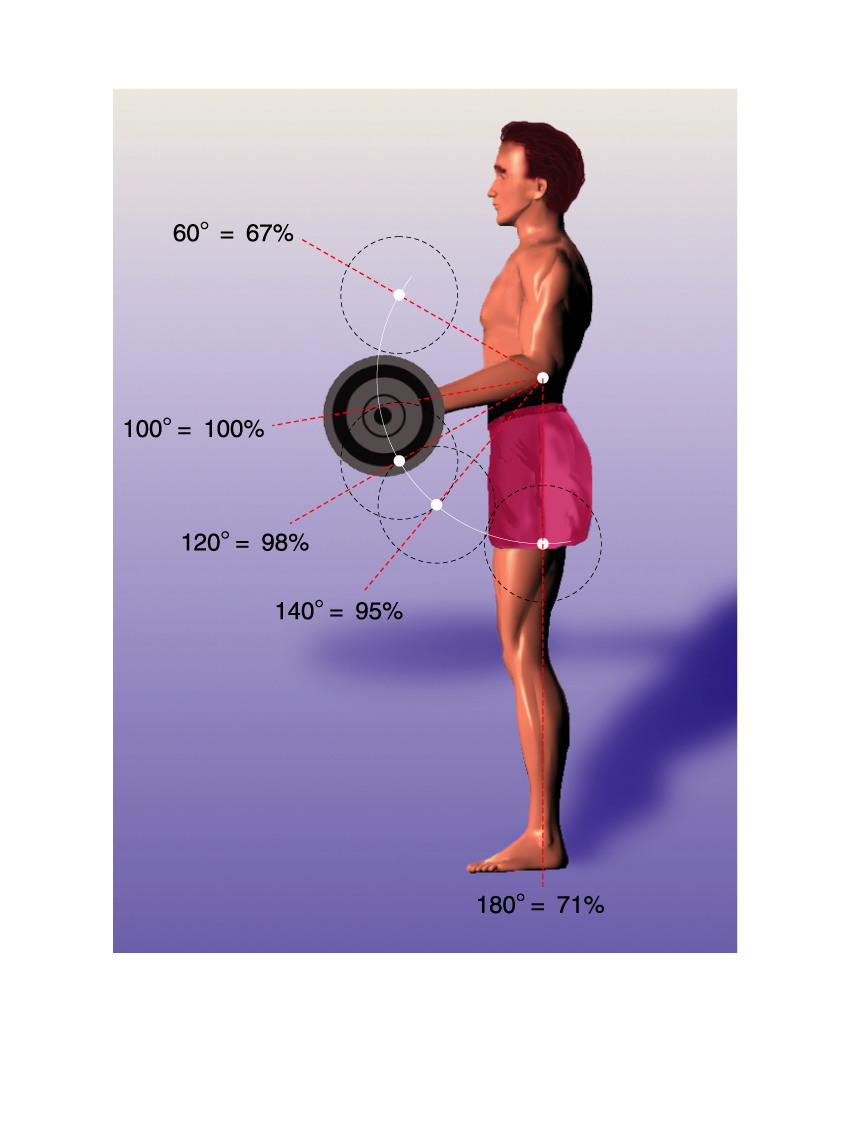 60° = 67%
100° = 100%
120° = 98%
140° = 95%
180° = 71%